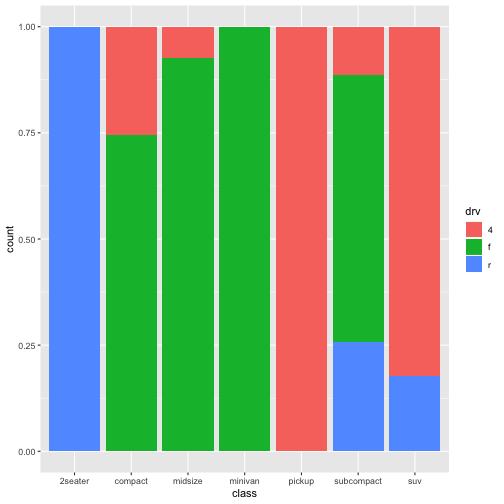 1.00
0.75
0.50
0.25
0.00
count
2seater compact midsize minivan pickup subcompact suv
class
drv
4
f
r